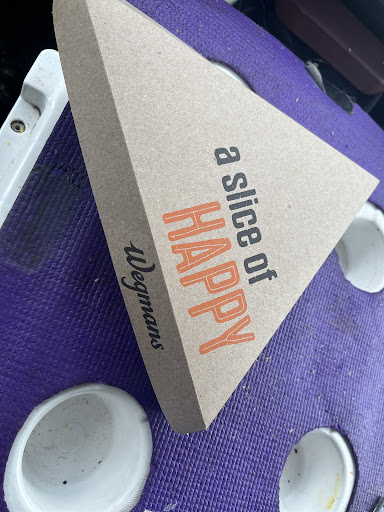 a slice of
HAPPY
Wegmans